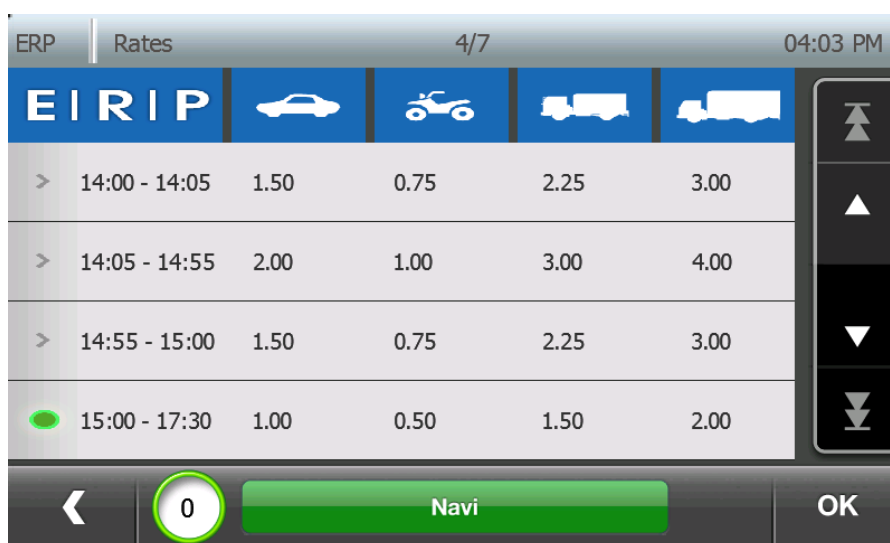 ERP Rates 4/7 04:03 PM
E|R|P
14:00 - 14:05 1.50 0.75 2.25 3.00
14:05 - 14:55 2.00 1.00 3.00 4.00
14:55 - 15:00 1.50 0.75 2.25 3.00
15:00 - 17:30 1.00 0.50 1.50 2.00
0 Navi OK